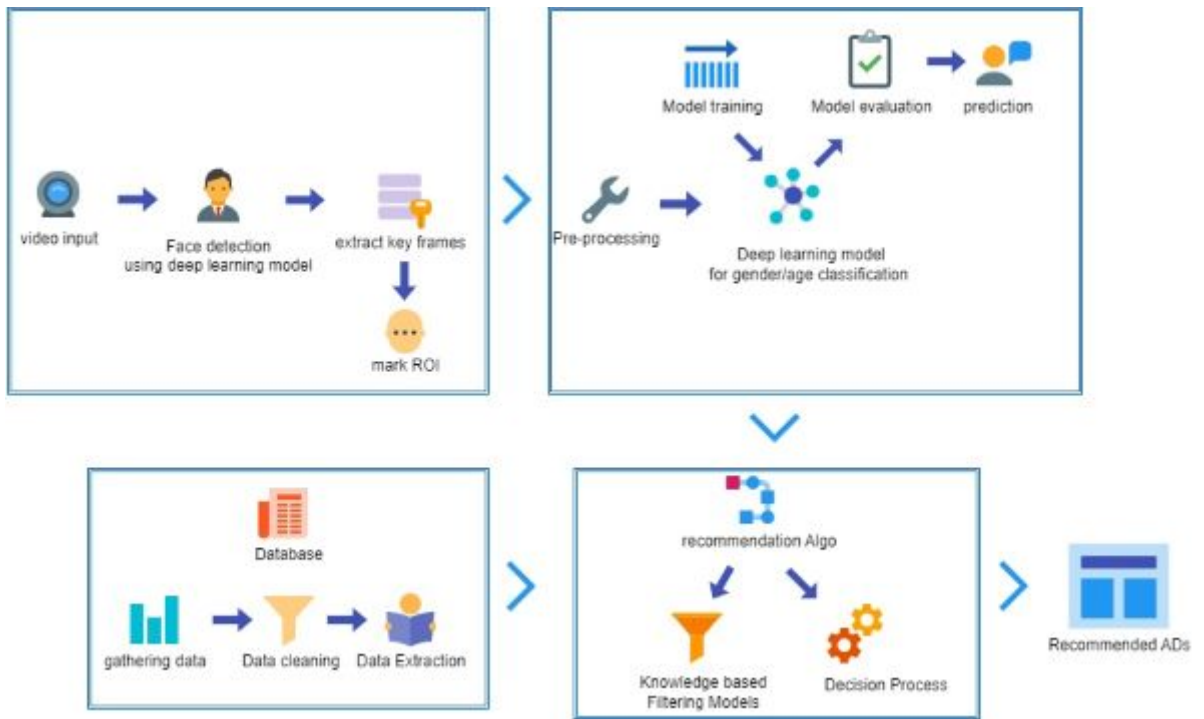 video input
Face detection
using deep learning model
extract key frames
mark ROI
Model training
Model evaluation
prediction
Pre-processing
Deep learning model
for gender/age classification
Database
gathering data
Data cleaning
Data Extraction
recommendation Algo
Knowledge based
Filtering Models
Decision Process
Recommended ADs